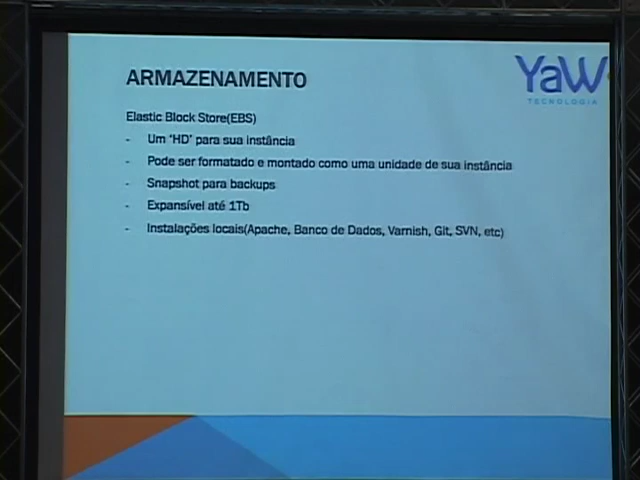 ARMAZENAMENTO
YaW
TECNOLOGIA
Elastic Block Store(EBS)
- Um "HD" para sua instância
- Pode ser formatado e montado como uma unidade de sua instância
- Snapshot para backups
- Expansível até 1Tb
- Instalações locais(Apache, Banco de Dados, Varnish, Git, SVN, etc)